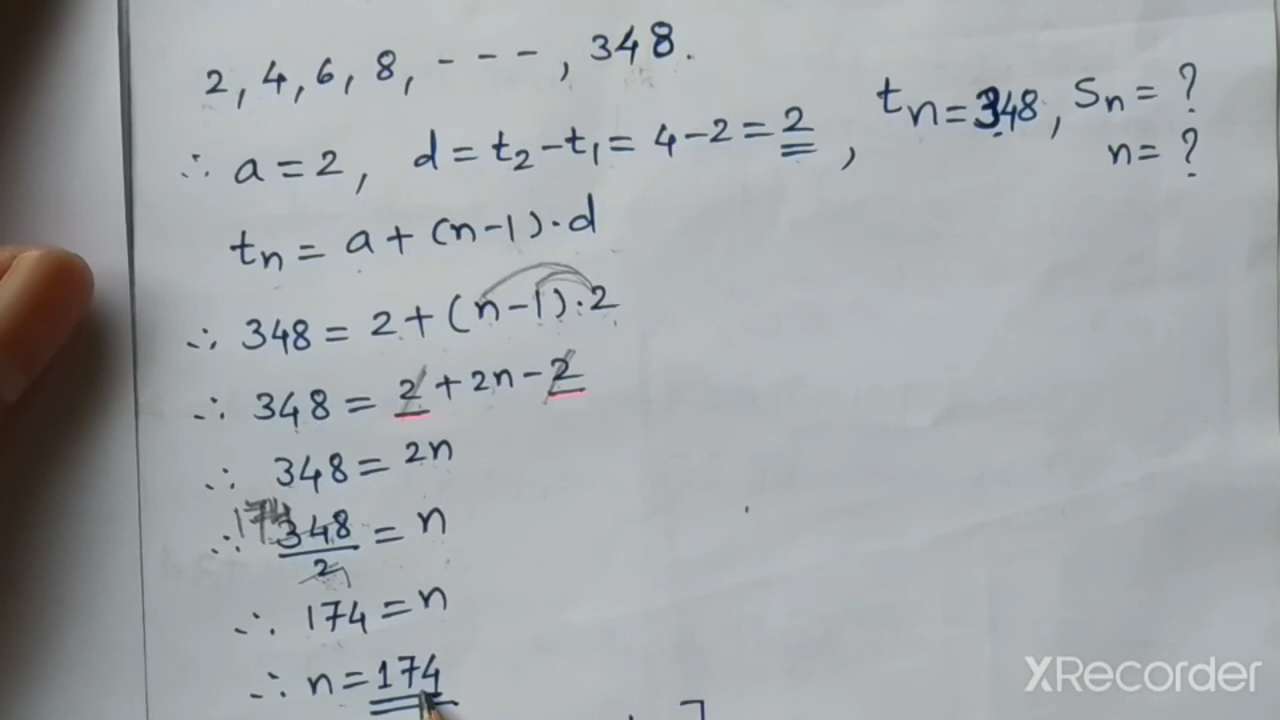 2, 4, 6, 8, - - - , 348.
∴ a = 2, d = t₂ - t₁ = 4 - 2 = 2, tn = 348, Sn = ?
n = ?
tn = a + (n-1)·d
∴ 348 = 2 + (n-1)·2
∴ 348 = 2 + 2n - 2
∴ 348 = 2n
∴ 174 348/2 = n
∴ 174 = n
∴ n = 174
XRecorder